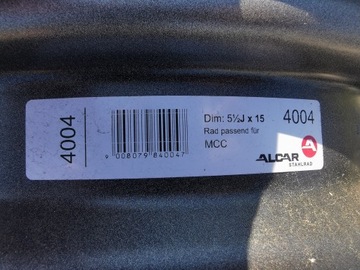 4004
9 008079 840047
Dim: 5½J x 15 4004
Rad passend für
MCC
ALCAR
STAHLRAD